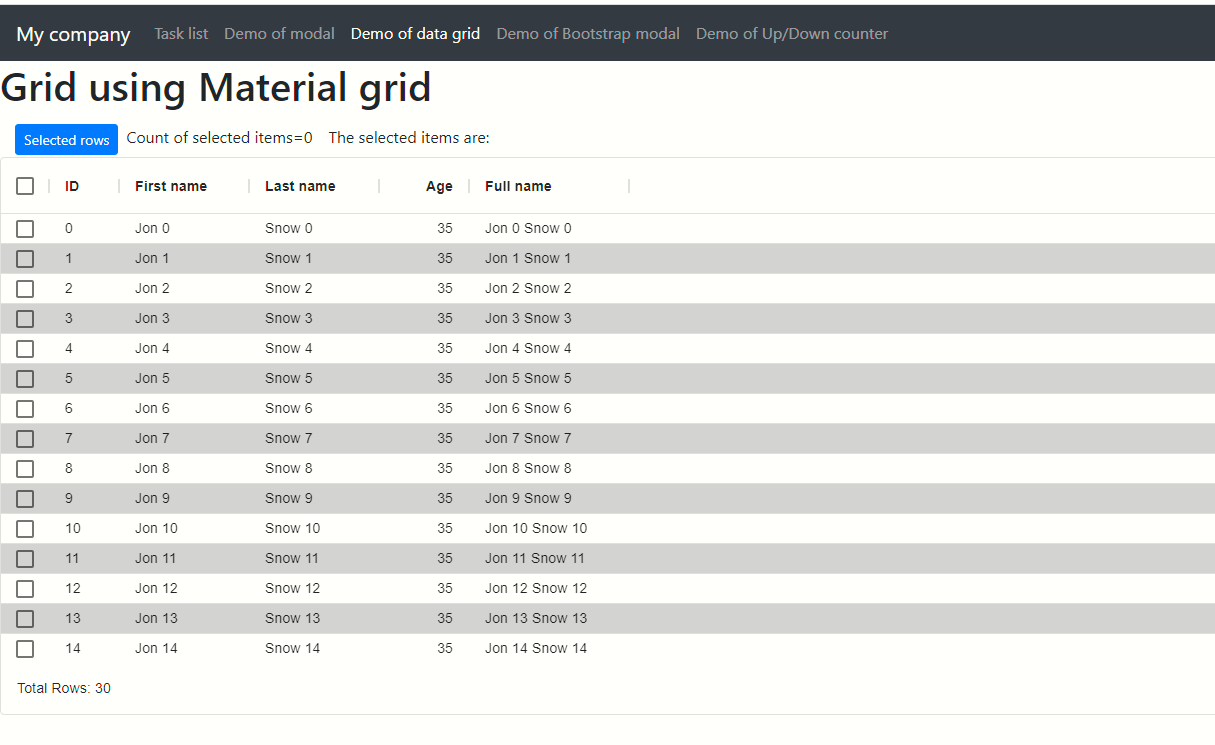 My company Task list Demo of modal Demo of data grid Demo of Bootstrap modal Demo of Up/Down counter
Grid using Material grid
Selected rows Count of selected items=0 The selected items are:
ID First name Last name Age Full name
0 Jon 0 Snow 0 35 Jon 0 Snow 0
1 Jon 1 Snow 1 35 Jon 1 Snow 1
2 Jon 2 Snow 2 35 Jon 2 Snow 2
3 Jon 3 Snow 3 35 Jon 3 Snow 3
4 Jon 4 Snow 4 35 Jon 4 Snow 4
5 Jon 5 Snow 5 35 Jon 5 Snow 5
6 Jon 6 Snow 6 35 Jon 6 Snow 6
7 Jon 7 Snow 7 35 Jon 7 Snow 7
8 Jon 8 Snow 8 35 Jon 8 Snow 8
9 Jon 9 Snow 9 35 Jon 9 Snow 9
10 Jon 10 Snow 10 35 Jon 10 Snow 10
11 Jon 11 Snow 11 35 Jon 11 Snow 11
12 Jon 12 Snow 12 35 Jon 12 Snow 12
13 Jon 13 Snow 13 35 Jon 13 Snow 13
14 Jon 14 Snow 14 35 Jon 14 Snow 14
Total Rows: 30